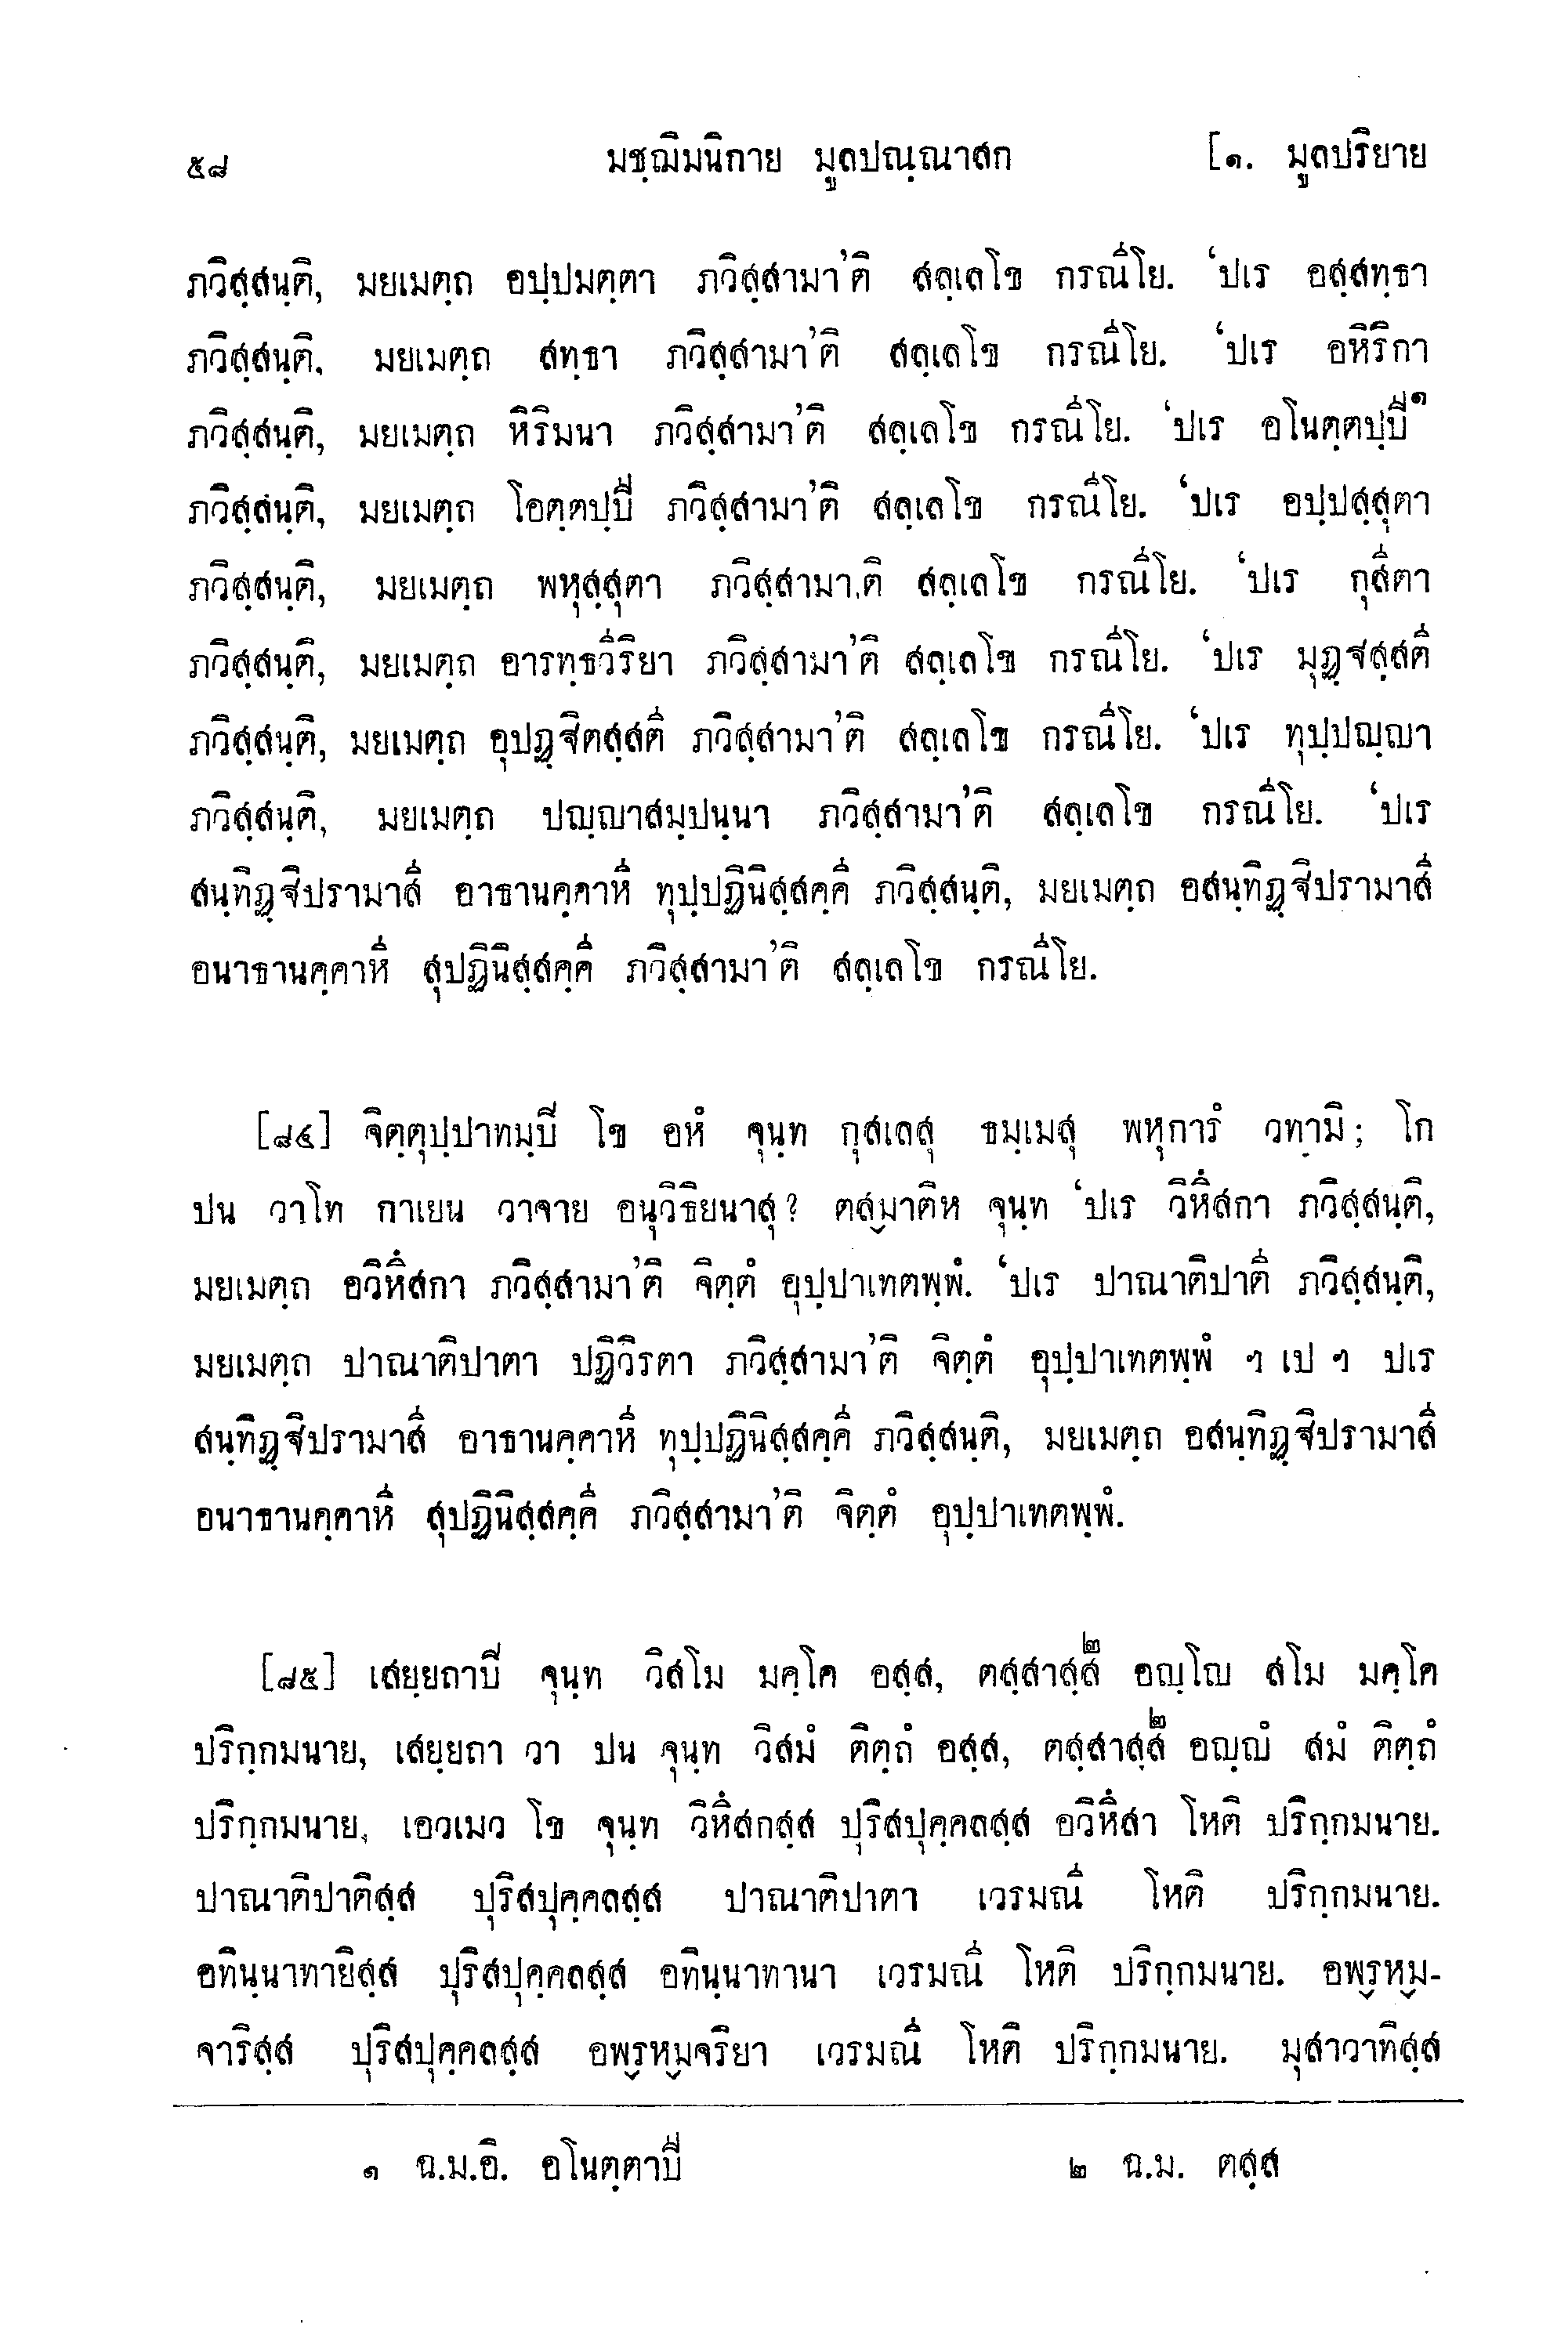 ๕๘ มชฺฌิมนิกาย มูลปณฺณาสก [๑. มูลปริยาย
ภวิสฺสนฺติ, มยเมตฺถ อปฺปมตฺตา ภวิสฺสามา'ติ สลฺเลโข กรณีโย. 'ปเร อสฺสทฺธา
ภวิสฺสนฺติ, มยเมตฺถ สทฺธา ภวิสฺสามา'ติ สลฺเลโข กรณีโย. 'ปเร อหิริกา
ภวิสฺสนฺติ, มยเมตฺถ หิริมนา ภวิสฺสามา'ติ สลฺเลโข กรณีโย. 'ปเร อโนตฺตปฺปี๑
ภวิสฺสนฺติ, มยเมตฺถ โอตฺตปฺปี ภวิสฺสามา'ติ สลฺเลโข กรณีโย. 'ปเร อปฺปสฺสุตา
ภวิสฺสนฺติ, มยเมตฺถ พหุสฺสุตา ภวิสฺสามา'ติ สลฺเลโข กรณีโย. 'ปเร กุสีตา
ภวิสฺสนฺติ, มยเมตฺถ อารทฺธวีริยา ภวิสฺสามา'ติ สลฺเลโข กรณีโย. 'ปเร มุฏฺฐสฺสตี
ภวิสฺสนฺติ, มยเมตฺถ อุปฏฺฐิตสฺสตี ภวิสฺสามา'ติ สลฺเลโข กรณีโย. 'ปเร ทุปฺปญฺญา
ภวิสฺสนฺติ, มยเมตฺถ ปญฺญาสมฺปนฺนา ภวิสฺสามา'ติ สลฺเลโข กรณีโย. 'ปเร
สนฺทิฏฺฐิปรามาสี อาธานคฺคาหี ทุปฺปฏินิสฺสคฺคี ภวิสฺสนฺติ, มยเมตฺถ อสนฺทิฏฺฐิปรามาสี
อนาธานคฺคาหี สุปฏินิสฺสคฺคี ภวิสฺสามา'ติ สลฺเลโข กรณีโย.
[๘๔] จิตฺตุปฺปาทมฺปี โข อหํ จุนฺท กุสเลสุ ธมฺเมสุ พหุการํ วทามิ; โก
ปน วาโท กาเยน วาจาย อนุวิธิยนาสุ? ตสฺมาติห จุนฺท 'ปเร วิหึสกา ภวิสฺสนฺติ,
มยเมตฺถ อวิหึสกา ภวิสฺสามา'ติ จิตฺตํ อุปฺปาเทตพฺพํ. 'ปเร ปาณาติปาตี ภวิสฺสนฺติ,
มยเมตฺถ ปาณาติปาตา ปฏิวิรตา ภวิสฺสามา'ติ จิตฺตํ อุปฺปาเทตพฺพํ ฯ เป ฯ ปเร
สนฺทิฏฺฐิปรามาสี อาธานคฺคาหี ทุปฺปฏินิสฺสคฺคี ภวิสฺสนฺติ, มยเมตฺถ อสนฺทิฏฺฐิปรามาสี
อนาธานคฺคาหี สุปฏินิสฺสคฺคี ภวิสฺสามา'ติ จิตฺตํ อุปฺปาเทตพฺพํ.
[๘๕] เสยฺยถาปี จุนฺท วิสโม มคฺโค อสฺส, ตสฺสาสฺส๒ อญฺโญ สโม มคฺโค
ปริกฺกมนาย, เสยฺยถา วา ปน จุนฺท วิสมํ ติตฺถํ อสฺส, ตสฺสาสฺส๒ อญฺญํ สมํ ติตฺถํ
ปริกฺกมนาย, เอวเมว โข จุนฺท วิหึสกสฺส ปุริสปุคฺคลสฺส อวิหึสา โหติ ปริกฺกมนาย.
ปาณาติปาติสฺส ปุริสปุคฺคลสฺส ปาณาติปาตา เวรมณี โหติ ปริกฺกมนาย.
อทินฺนาทายิสฺส ปุริสปุคฺคลสฺส อทินฺนาทานา เวรมณี โหติ ปริกฺกมนาย. อพฺรหฺม-
จาริสฺส ปุริสปุคฺคลสฺส อพฺรหฺมจริยา เวรมณี โหติ ปริกฺกมนาย. มุสาวาทิสฺส
๑ ฉ.ม.อิ. อโนตฺตาปี ๒ ฉ.ม. ตสฺส